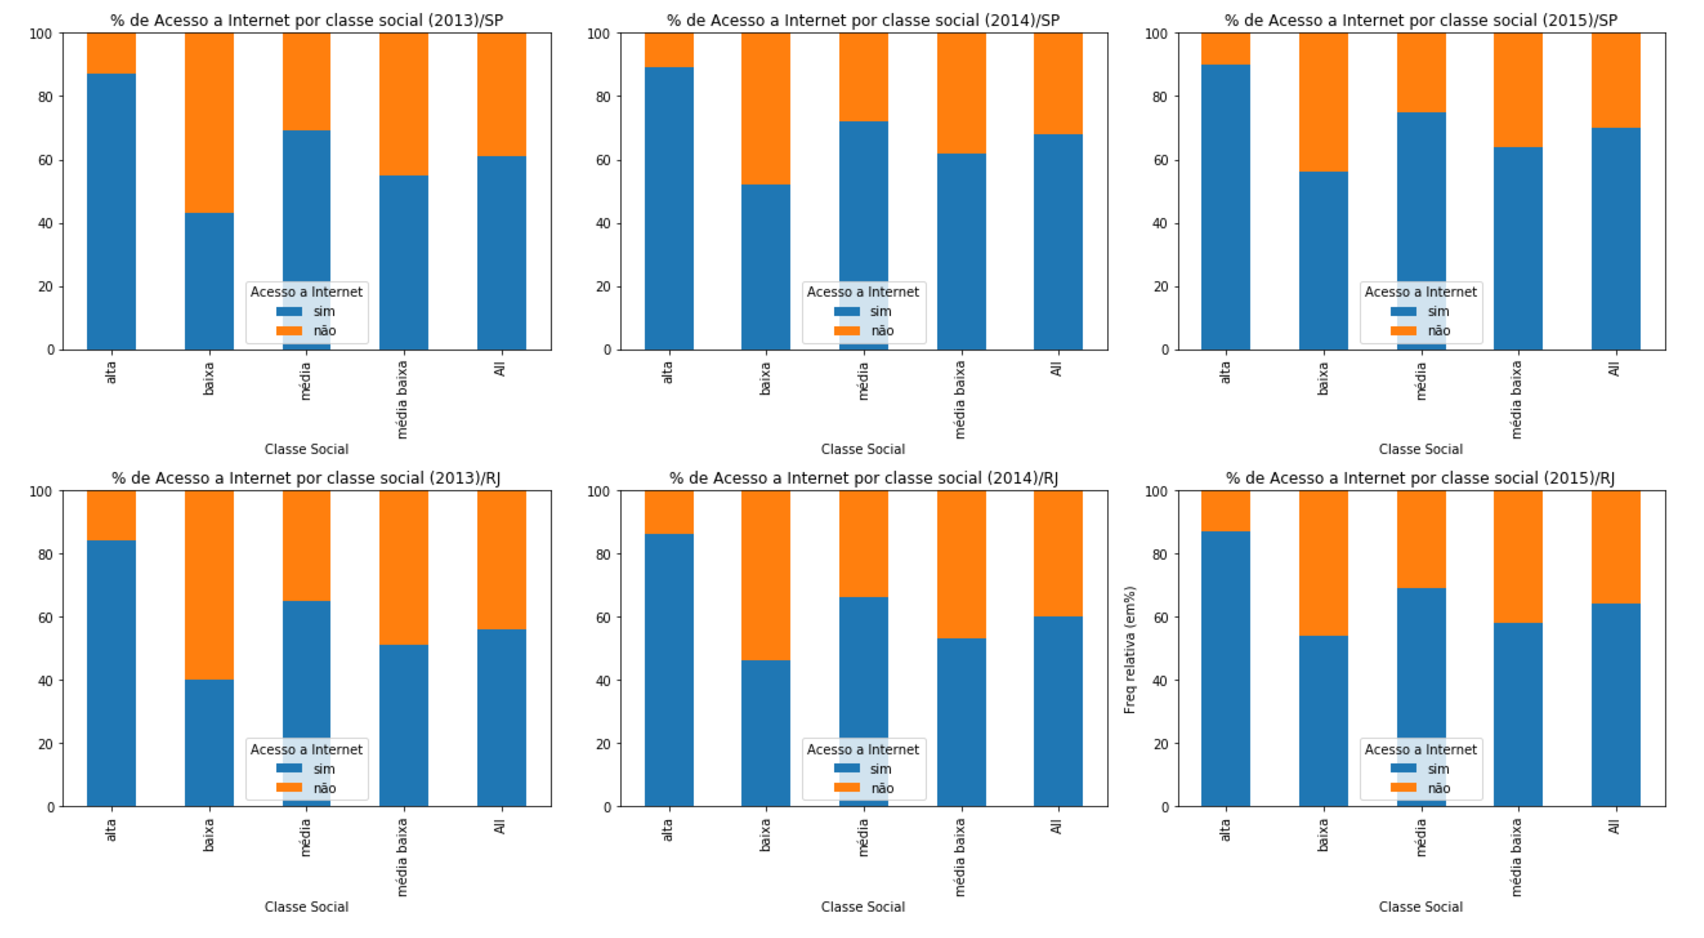 % de Acesso a Internet por classe social (2013)/SP
100
80
60
40
20
0
Acesso a Internet
sim
não
alta
baixa
média
média baixa
All
Classe Social
% de Acesso a Internet por classe social (2014)/SP
100
80
60
40
20
0
Acesso a Internet
sim
não
alta
baixa
média
média baixa
All
Classe Social
% de Acesso a Internet por classe social (2015)/SP
100
80
60
40
20
0
Acesso a Internet
sim
não
alta
baixa
média
média baixa
All
Classe Social
% de Acesso a Internet por classe social (2013)/RJ
100
80
60
40
20
0
Acesso a Internet
sim
não
alta
baixa
média
média baixa
All
Classe Social
% de Acesso a Internet por classe social (2014)/RJ
100
80
60
40
20
0
Acesso a Internet
sim
não
alta
baixa
média
média baixa
All
Classe Social
% de Acesso a Internet por classe social (2015)/RJ
Freq relativa (em%)
100
80
60
40
20
0
Acesso a Internet
sim
não
alta
baixa
média
média baixa
All
Classe Social